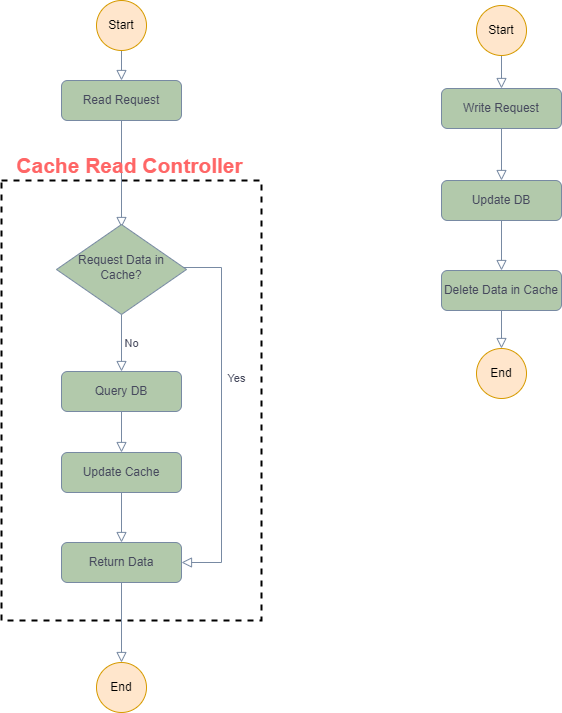 Start
Read Request
Cache Read Controller
Request Data in
Cache?
No
Yes
Query DB
Update Cache
Return Data
End
Start
Write Request
Update DB
Delete Data in Cache
End